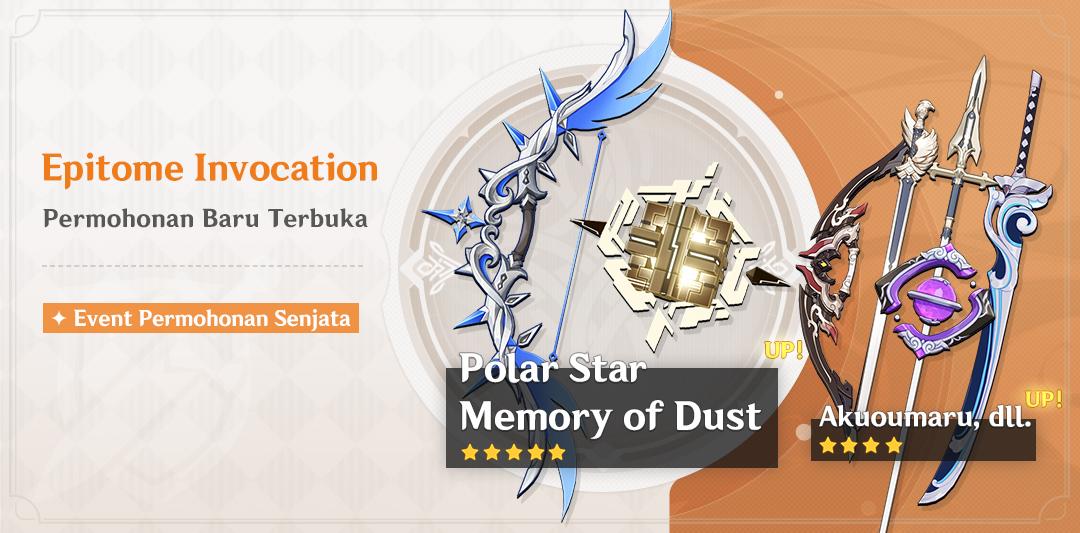 Epitome Invocation
Permohonan Baru Terbuka
✦ Event Permohonan Senjata
UP!
Polar Star
Memory of Dust
UP!
Akuoumaru, dll.